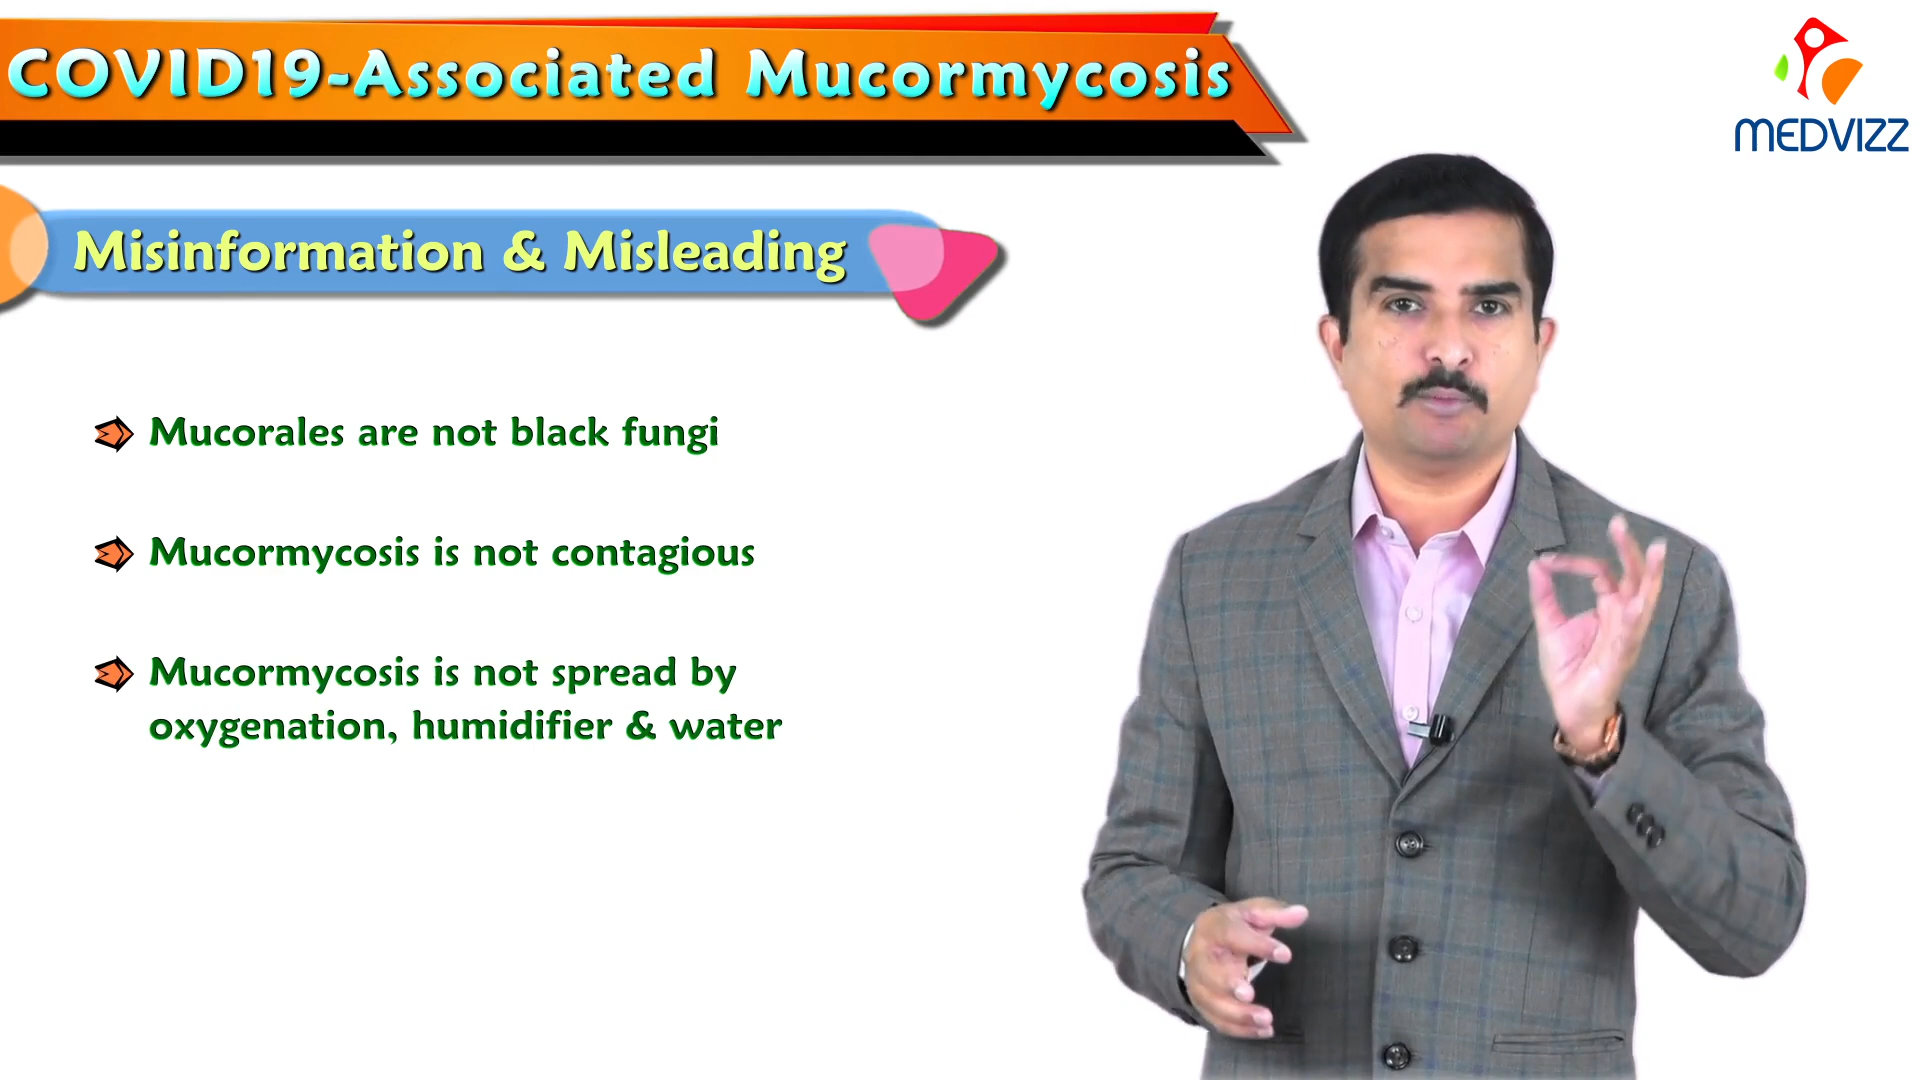 COVID19-Associated Mucormycosis
MEDVIZZ
Misinformation & Misleading
Mucorales are not black fungi
Mucormycosis is not contagious
Mucormycosis is not spread by
oxygenation, humidifier & water